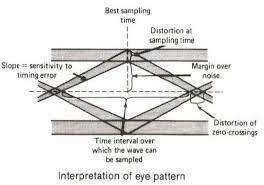 Best sampling
time
Distortion at
sampling time
Slope = sensitivity to
timing error
Margin over
noise
Distortion of
zero-crossings
Time interval over
which the wave can
be sampled
Interpretation of eye pattern